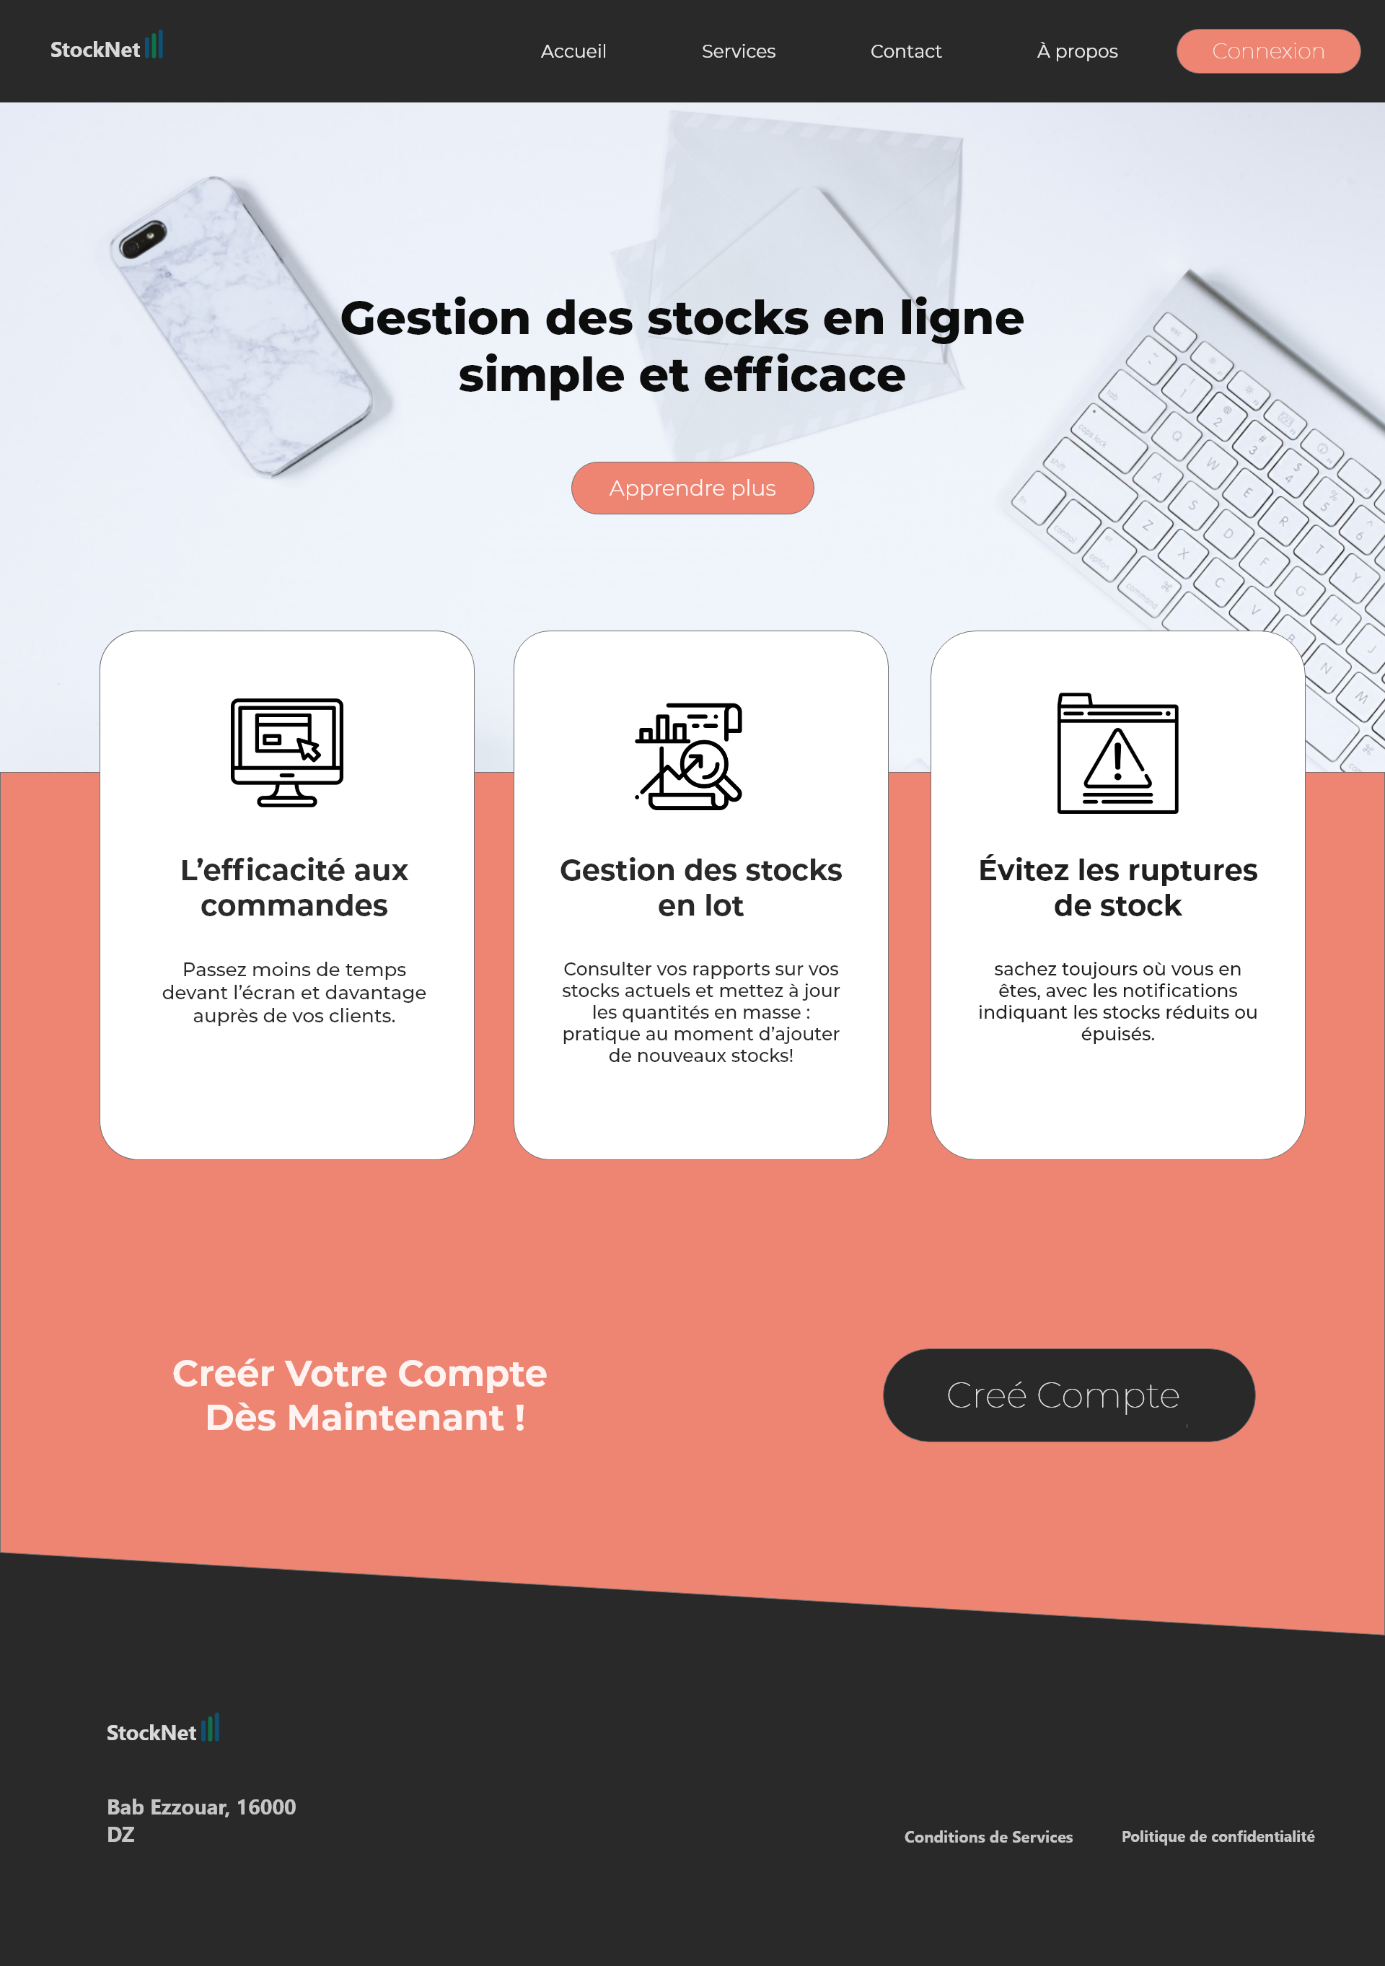 StockNet
Accueil
Services
Contact
À propos
Connexion
Gestion des stocks en ligne
simple et efficace
Apprendre plus
L’efficacité aux
commandes
Passez moins de temps
devant l’écran et davantage
auprès de vos clients.
Gestion des stocks
en lot
Consulter vos rapports sur vos
stocks actuels et mettez à jour
les quantités en masse :
pratique au moment d’ajouter
de nouveaux stocks!
Évitez les ruptures
de stock
sachez toujours où vous en
êtes, avec les notifications
indiquant les stocks réduits ou
épuisés.
Creér Votre Compte
Dès Maintenant !
Creé Compte
StockNet
Bab Ezzouar, 16000
DZ
Conditions de Services
Politique de confidentialité